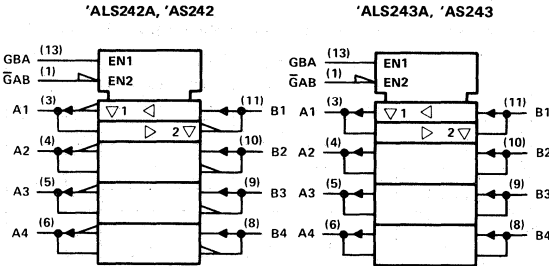 'ALS242A, 'AS242
GBA (13) EN1
G̅AB (1) EN2
A1 (3) ▽ 1 ◁ (11) B1
▷ 2 ▽
A2 (4) (10) B2
A3 (5) (9) B3
A4 (6) (8) B4
'ALS243A, 'AS243
GBA (13) EN1
G̅AB (1) EN2
A1 (3) ▽ 1 ◁ (11) B1
▷ 2 ▽
A2 (4) (10) B2
A3 (5) (9) B3
A4 (6) (8) B4